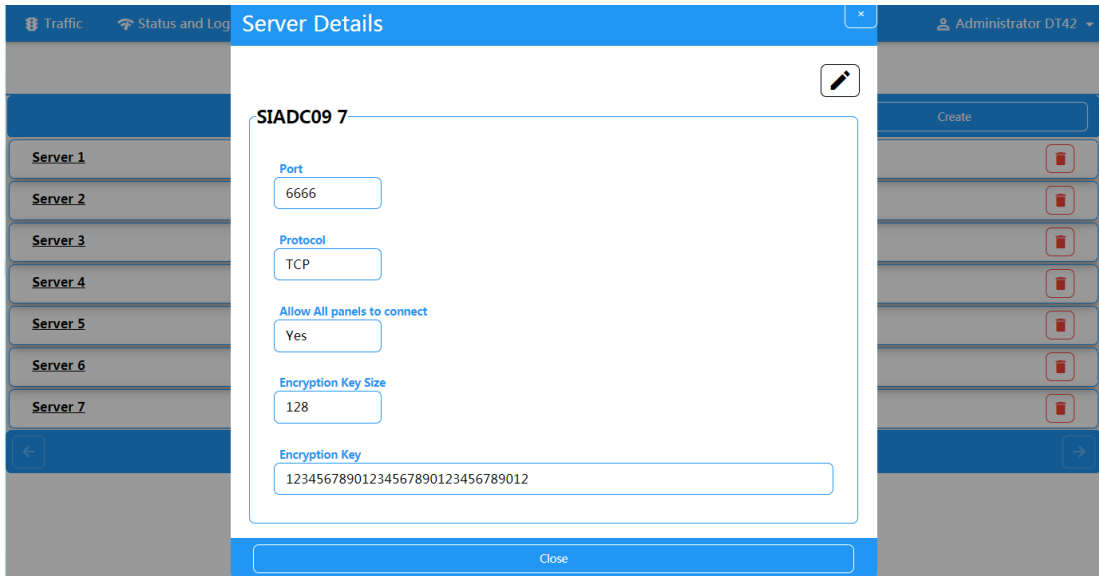 Traffic
Status and Log
Server Details
×
Administrator DT42
SIADC09 7
Create
Server 1
Server 2
Server 3
Server 4
Server 5
Server 6
Server 7
Port
6666
Protocol
TCP
Allow All panels to connect
Yes
Encryption Key Size
128
Encryption Key
12345678901234567890123456789012
Close